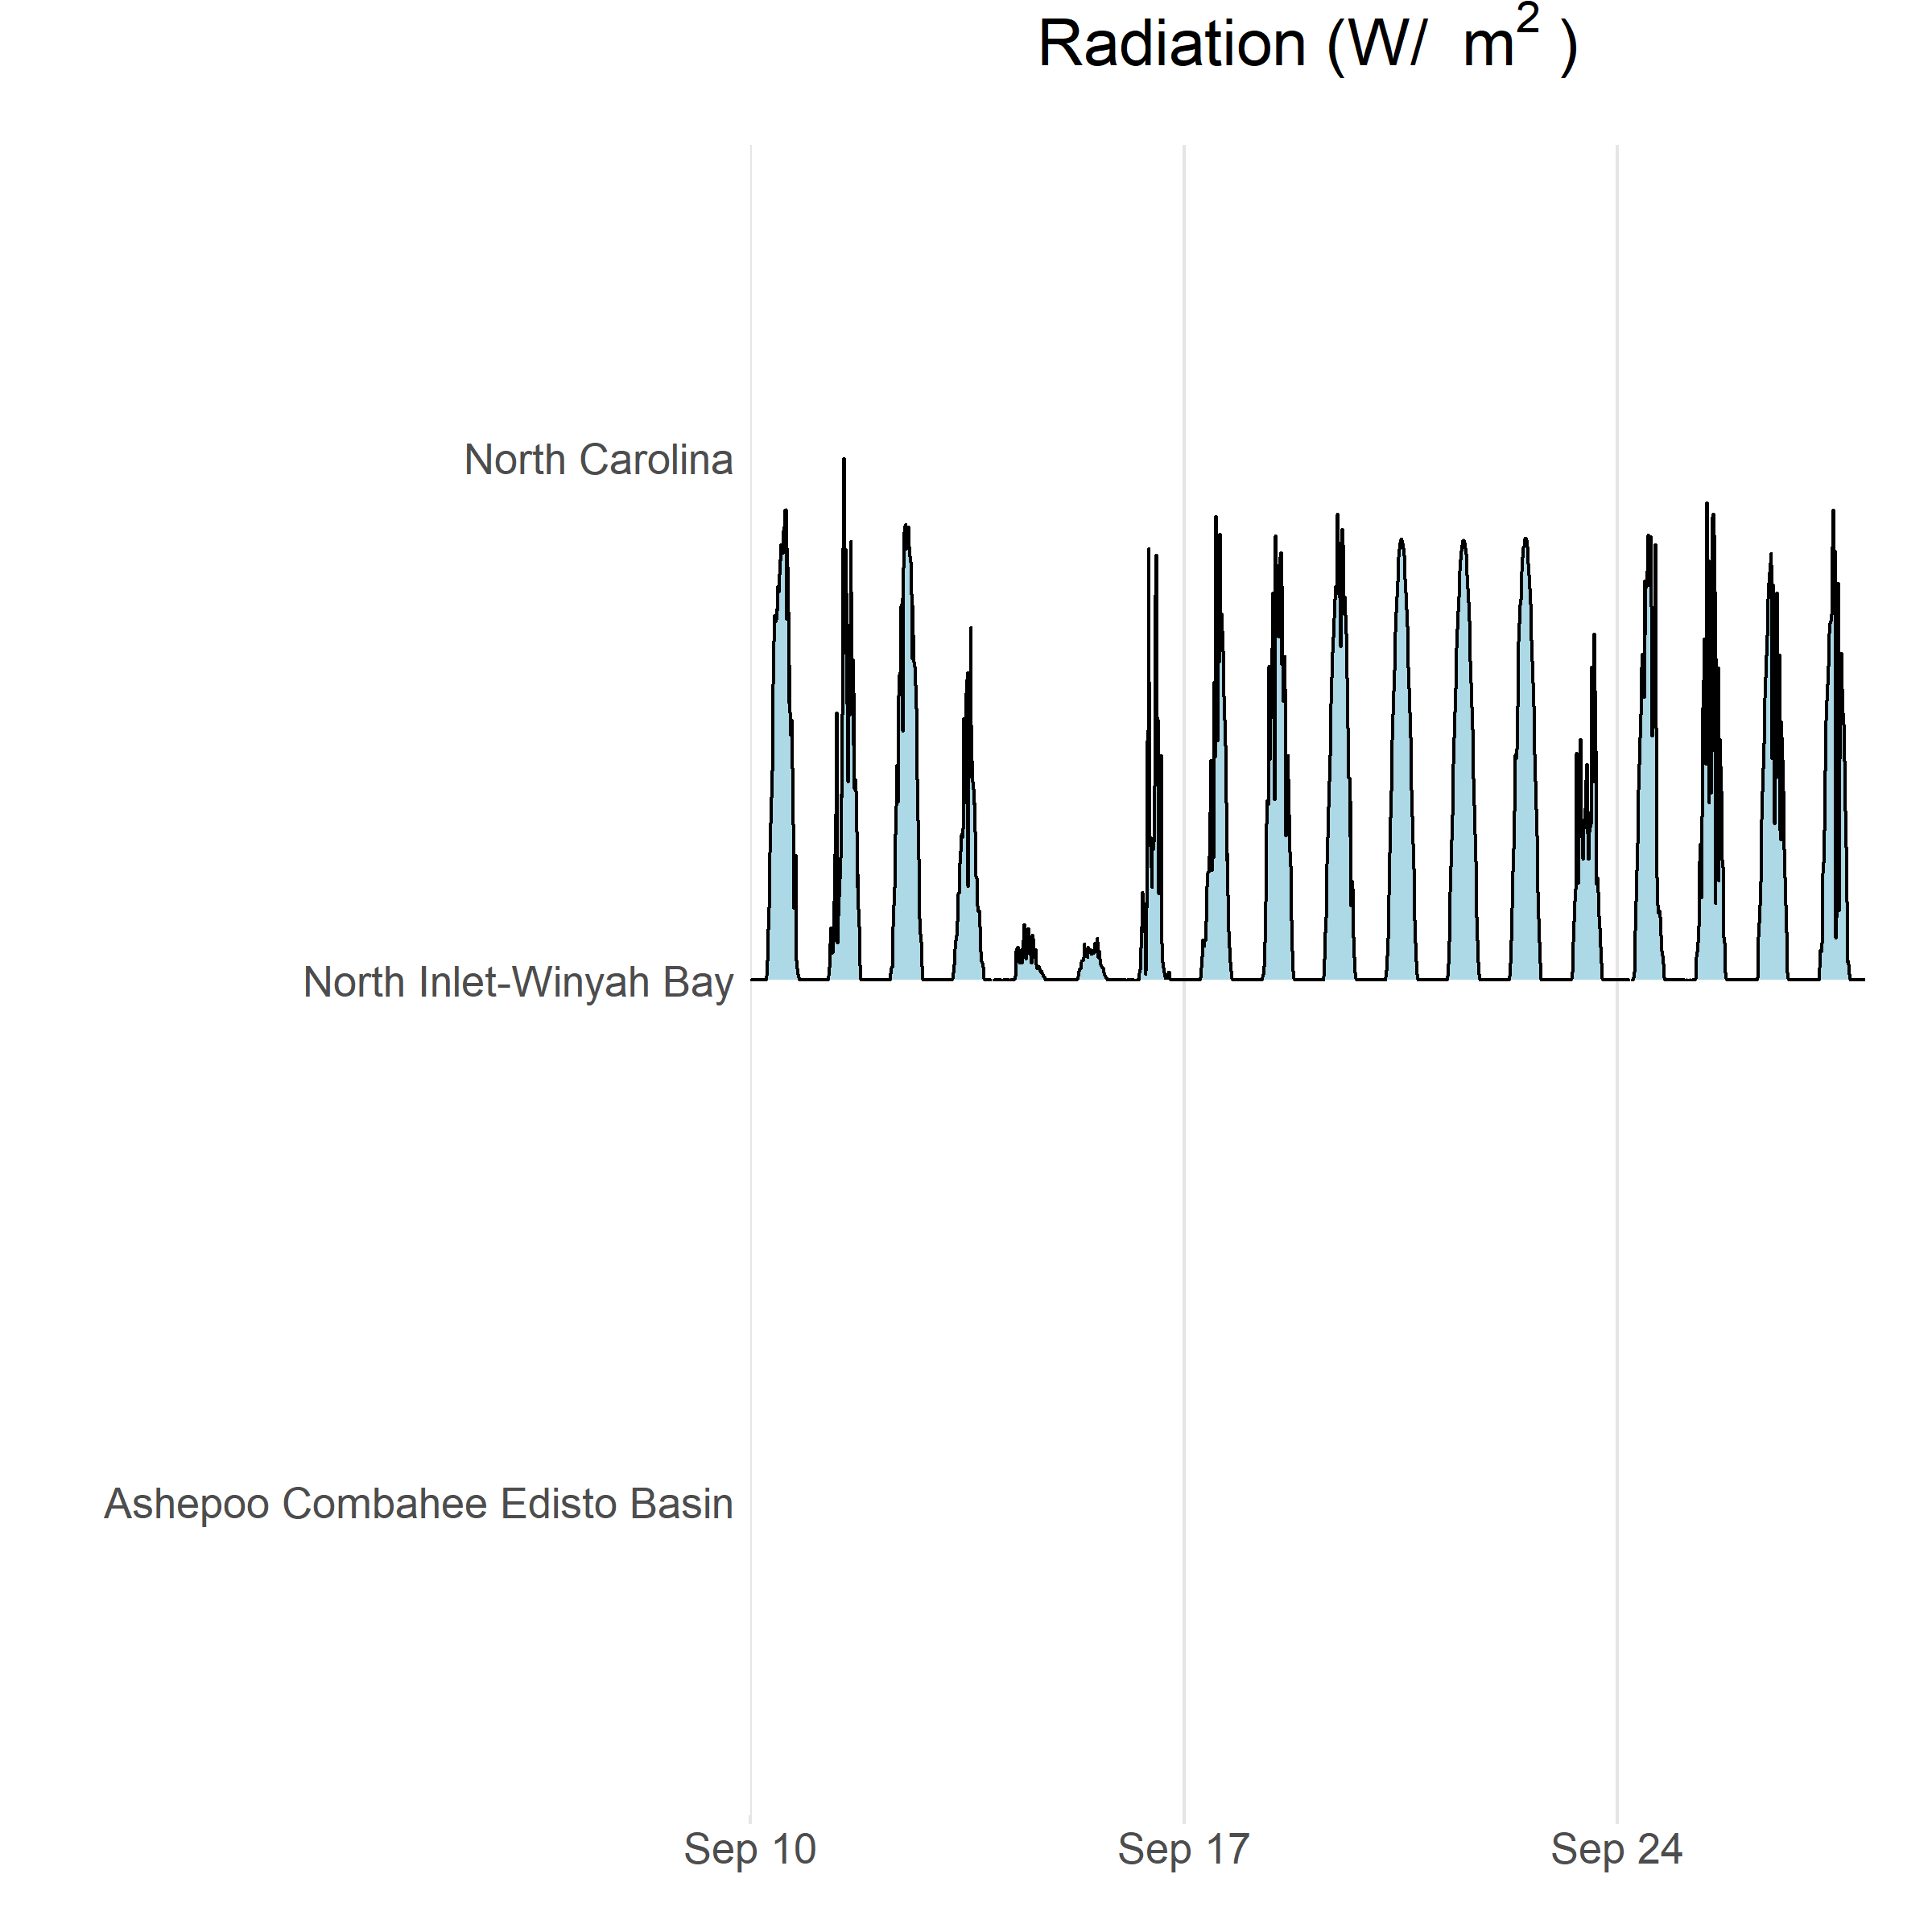 Radiation (W/ m² )
North Carolina
North Inlet-Winyah Bay
Ashepoo Combahee Edisto Basin
Sep 10 Sep 17 Sep 24